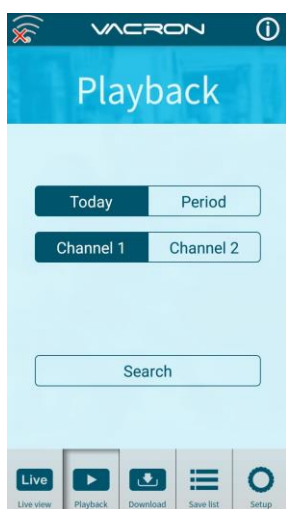 VACRON
Playback
Today Period
Channel 1 Channel 2
Search
Live
Live view Playback Download Save list Setup